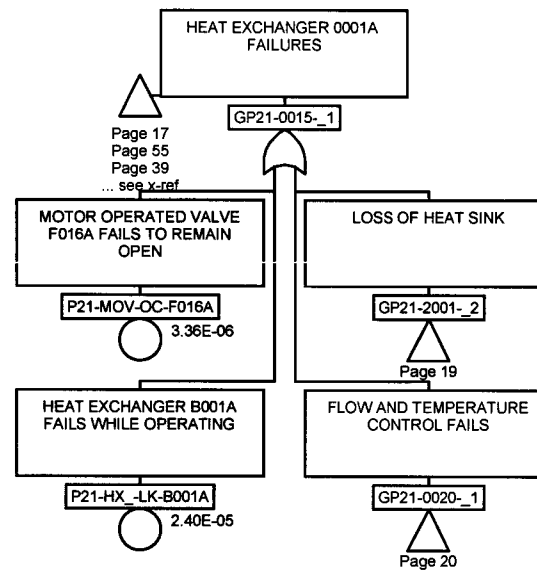 HEAT EXCHANGER 0001A
FAILURES
GP21-0015-_1
Page 17
Page 55
Page 39
... see x-ref
MOTOR OPERATED VALVE
F016A FAILS TO REMAIN
OPEN
P21-MOV-OC-F016A
3.36E-06
LOSS OF HEAT SINK
GP21-2001-_2
Page 19
HEAT EXCHANGER B001A
FAILS WHILE OPERATING
P21-HX_-LK-B001A
2.40E-05
FLOW AND TEMPERATURE
CONTROL FAILS
GP21-0020-_1
Page 20